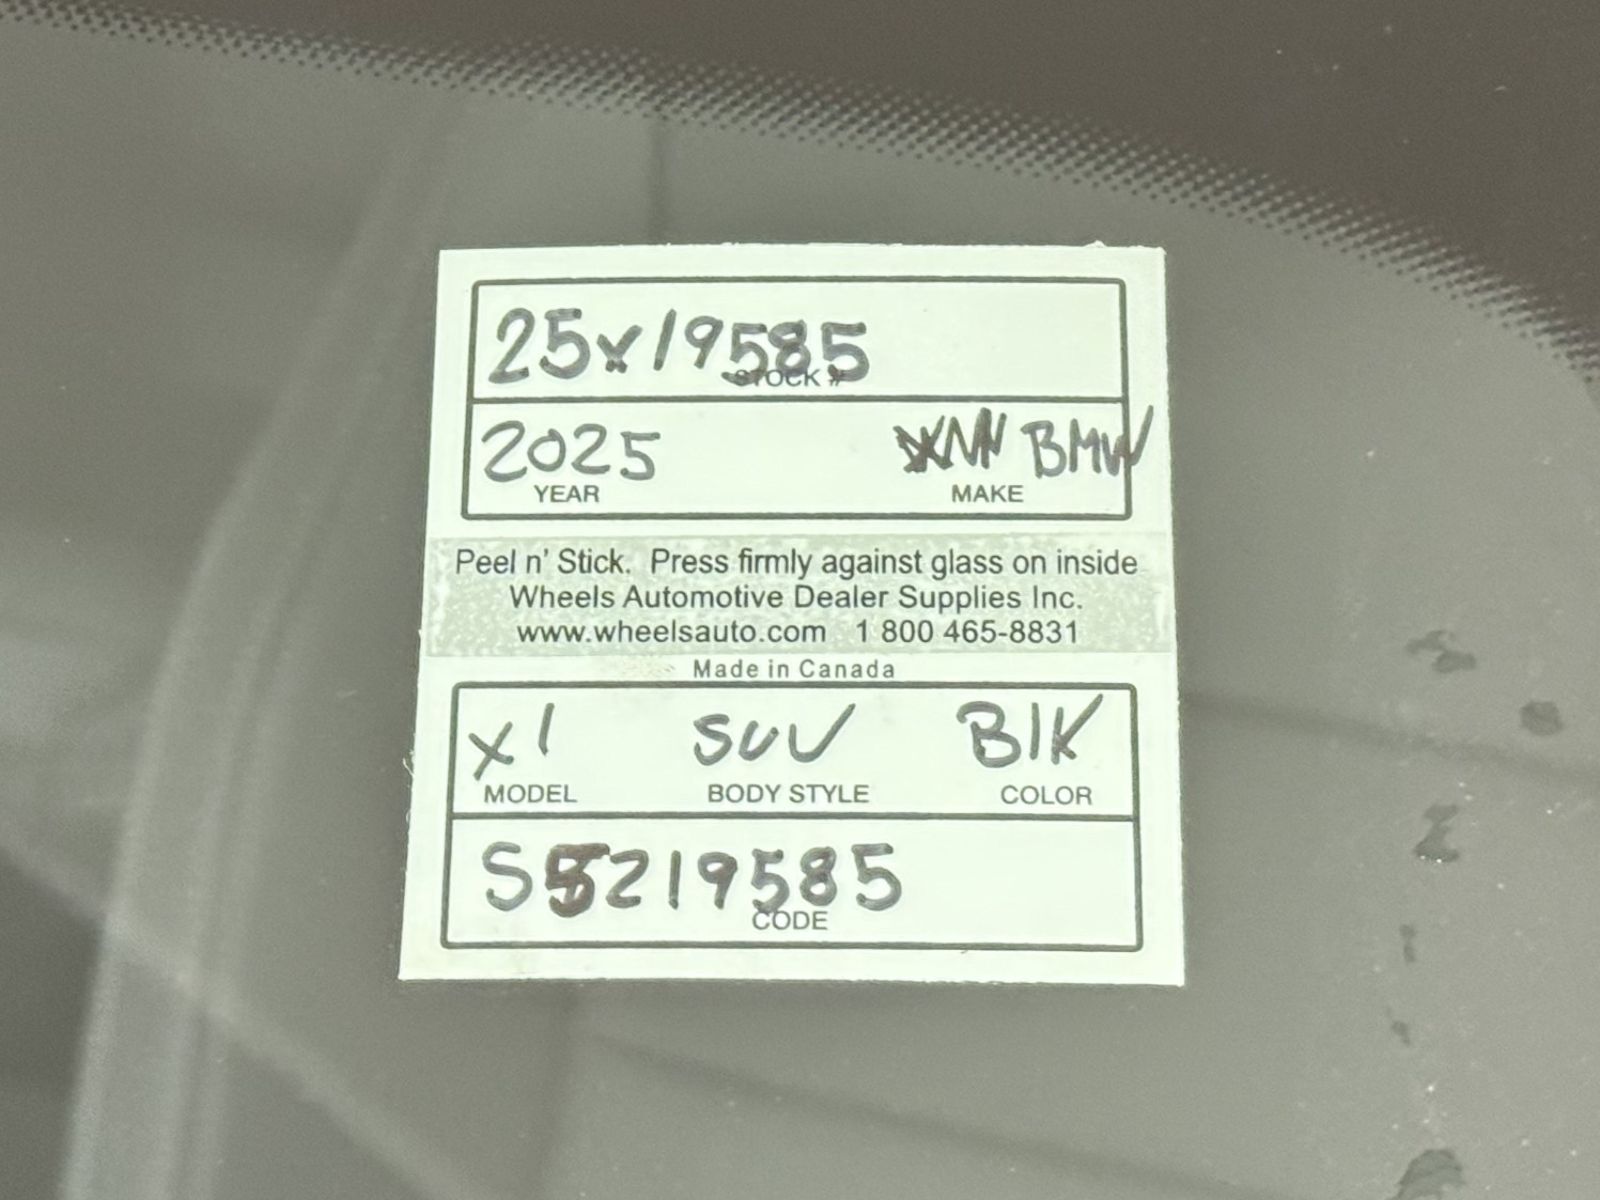 25x19585
STOCK #
2025 BMW
YEAR MAKE
Peel n' Stick. Press firmly against glass on inside
Wheels Automotive Dealer Supplies Inc.
www.wheelsauto.com 1 800 465-8831
Made in Canada
X1 SUV BlK
MODEL BODY STYLE COLOR
S5219585
CODE